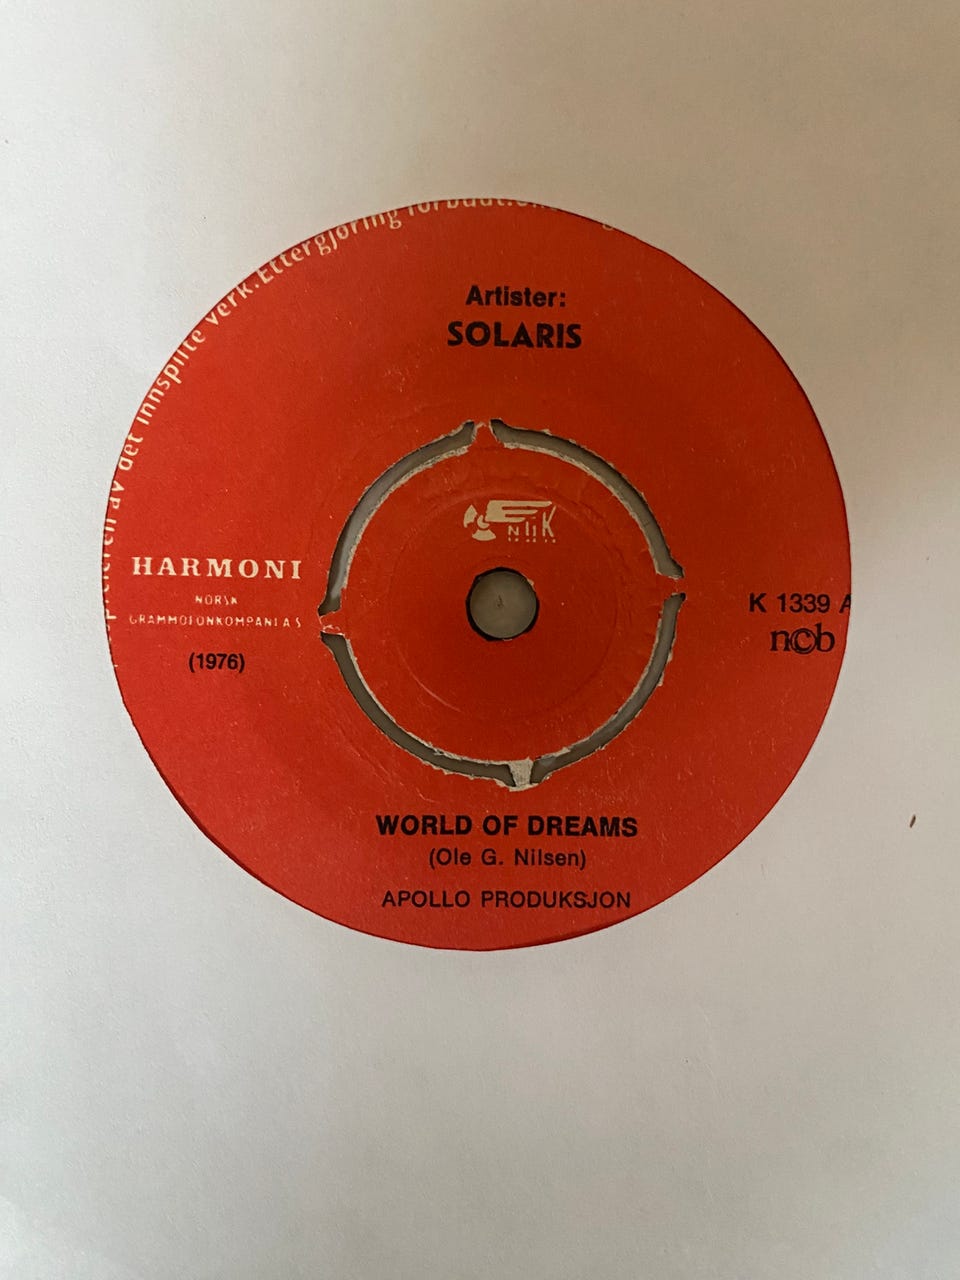 det innspilte verk. Ettergjøring forbudt.
Artister:
SOLARIS
HARMONI
NORSK
GRAMMOFONKOMPANI A S
(1976)
K 1339 A
ncb
WORLD OF DREAMS
(Ole G. Nilsen)
APOLLO PRODUKSJON